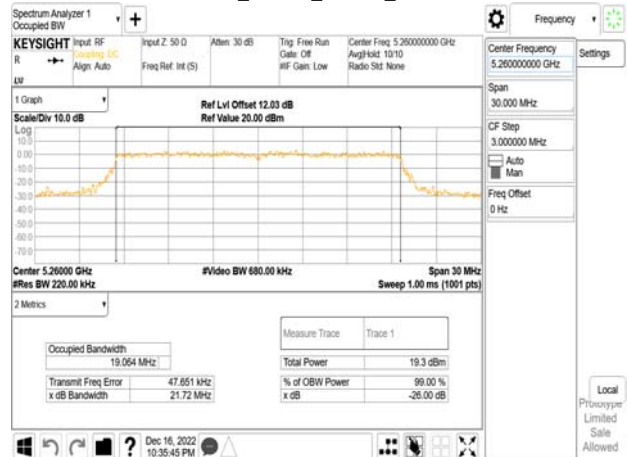 Spectrum Analyzer 1
Occupied BW
Frequency
KEYSIGHT
Input: RF
Coupling: DC
Align: Auto
Input Z: 50 Ω
Freq Ref: Int (S)
Atten: 30 dB
Trig: Free Run
Gate: Off
#IF Gain: Low
Center Freq: 5.260000000 GHz
Avg|Hold: 10/10
Radio Std: None
R
LXI
Center Frequency
5.260000000 GHz
Settings
Span
30.000 MHz
CF Step
3.000000 MHz
Auto
Man
Freq Offset
0 Hz
1 Graph
Scale/Div 10.0 dB
Ref Lvl Offset 12.03 dB
Ref Value 20.00 dBm
Log
10.0
0.00
-10.0
-20.0
-30.0
-40.0
-50.0
-60.0
-70.0
Center 5.26000 GHz
#Video BW 680.00 kHz
Span 30 MHz
#Res BW 220.00 kHz
Sweep 1.00 ms (1001 pts)
2 Metrics
Measure Trace
Trace 1
Occupied Bandwidth
19.064 MHz
Total Power
19.3 dBm
Transmit Freq Error
47.651 kHz
% of OBW Power
99.00 %
x dB Bandwidth
21.72 MHz
x dB
-26.00 dB
Local
Prototype
Limited
Sale
Allowed
Dec 16, 2022
10:35:45 PM